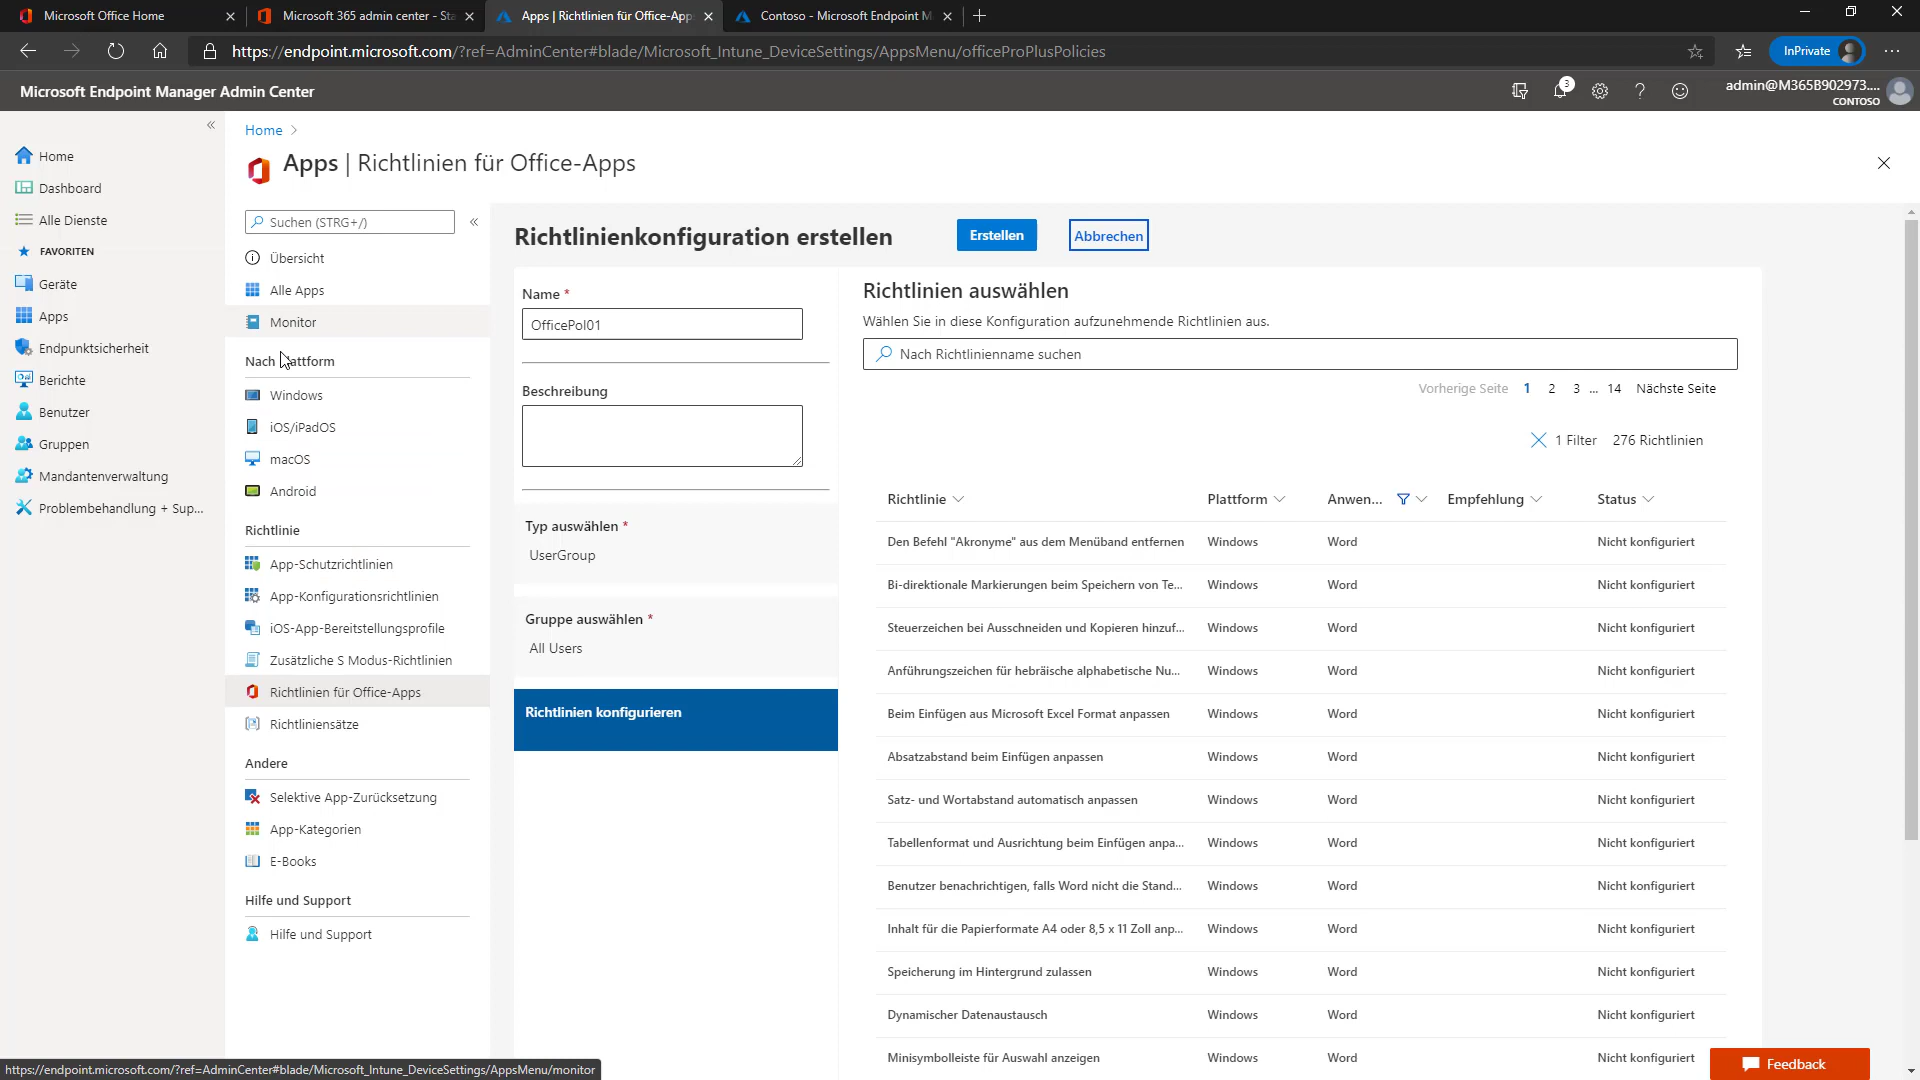 Microsoft Office Home
Microsoft 365 admin center - Sta
Apps | Richtlinien für Office-App
Contoso - Microsoft Endpoint M
https://endpoint.microsoft.com/?ref=AdminCenter#blade/Microsoft_Intune_DeviceSettings/AppsMenu/officeProPlusPolicies
InPrivate
Microsoft Endpoint Manager Admin Center
3
admin@M365B902973....
CONTOSO
Home
Dashboard
Alle Dienste
FAVORITEN
Geräte
Apps
Endpunktsicherheit
Berichte
Benutzer
Gruppen
Mandantenverwaltung
Problembehandlung + Sup...
Home
Apps | Richtlinien für Office-Apps
Suchen (STRG+/)
Übersicht
Alle Apps
Monitor
Nach Plattform
Windows
iOS/iPadOS
macOS
Android
Richtlinie
App-Schutzrichtlinien
App-Konfigurationsrichtlinien
iOS-App-Bereitstellungsprofile
Zusätzliche S Modus-Richtlinien
Richtlinien für Office-Apps
Richtliniensätze
Andere
Selektive App-Zurücksetzung
App-Kategorien
E-Books
Hilfe und Support
Hilfe und Support
Richtlinienkonfiguration erstellen
Erstellen
Abbrechen
Name *
OfficePol01
Beschreibung
Typ auswählen *
UserGroup
Gruppe auswählen *
All Users
Richtlinien konfigurieren
Richtlinien auswählen
Wählen Sie in diese Konfiguration aufzunehmende Richtlinien aus.
Nach Richtlinienname suchen
Vorherige Seite 1 2 3 ... 14 Nächste Seite
1 Filter 276 Richtlinien
Richtlinie Plattform Anwen... Empfehlung Status
Den Befehl "Akronyme" aus dem Menüband entfernen Windows Word Nicht konfiguriert
Bi-direktionale Markierungen beim Speichern von Te... Windows Word Nicht konfiguriert
Steuerzeichen bei Ausschneiden und Kopieren hinzuf... Windows Word Nicht konfiguriert
Anführungszeichen für hebräische alphabetische Nu... Windows Word Nicht konfiguriert
Beim Einfügen aus Microsoft Excel Format anpassen Windows Word Nicht konfiguriert
Absatzabstand beim Einfügen anpassen Windows Word Nicht konfiguriert
Satz- und Wortabstand automatisch anpassen Windows Word Nicht konfiguriert
Tabellenformat und Ausrichtung beim Einfügen anpa... Windows Word Nicht konfiguriert
Benutzer benachrichtigen, falls Word nicht die Stand... Windows Word Nicht konfiguriert
Inhalt für die Papierformate A4 oder 8,5 x 11 Zoll anp... Windows Word Nicht konfiguriert
Speicherung im Hintergrund zulassen Windows Word Nicht konfiguriert
Dynamischer Datenaustausch Windows Word Nicht konfiguriert
Minisymbolleiste für Auswahl anzeigen Windows Word Nicht konfiguriert
Feedback
https://endpoint.microsoft.com/?ref=AdminCenter#blade/Microsoft_Intune_DeviceSettings/AppsMenu/monitor